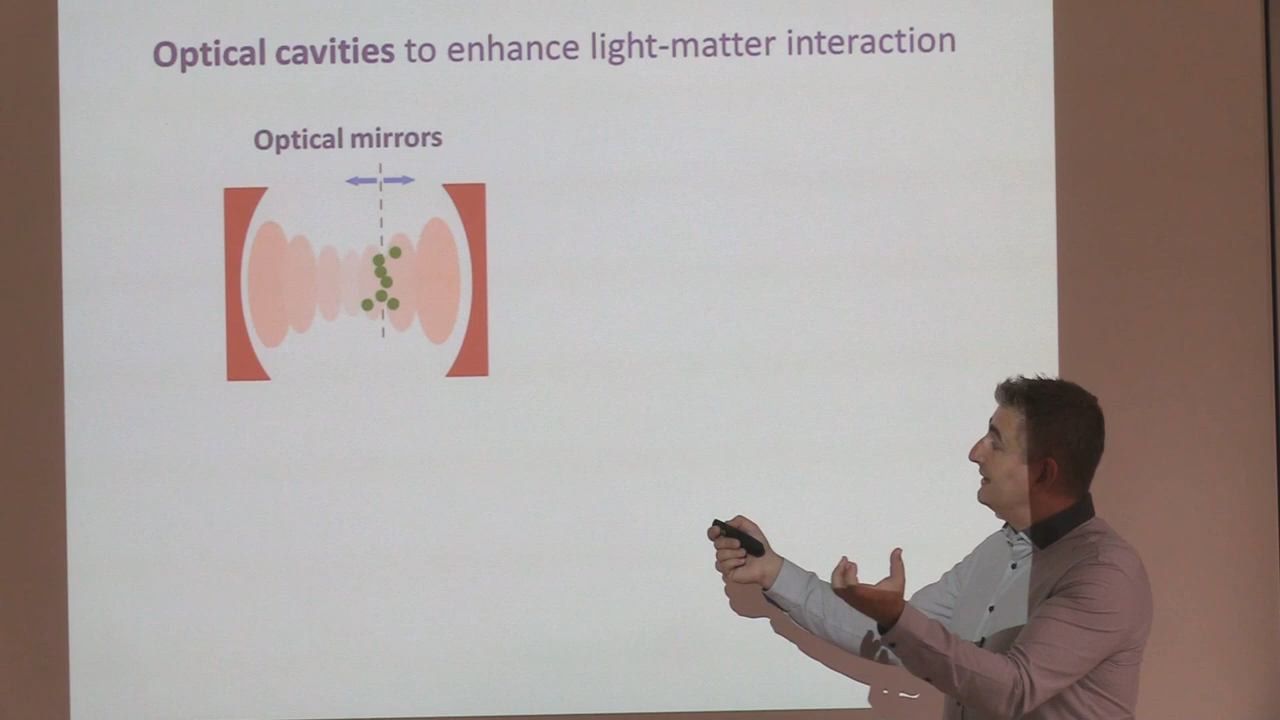 Optical cavities to enhance light-matter interaction
Optical mirrors